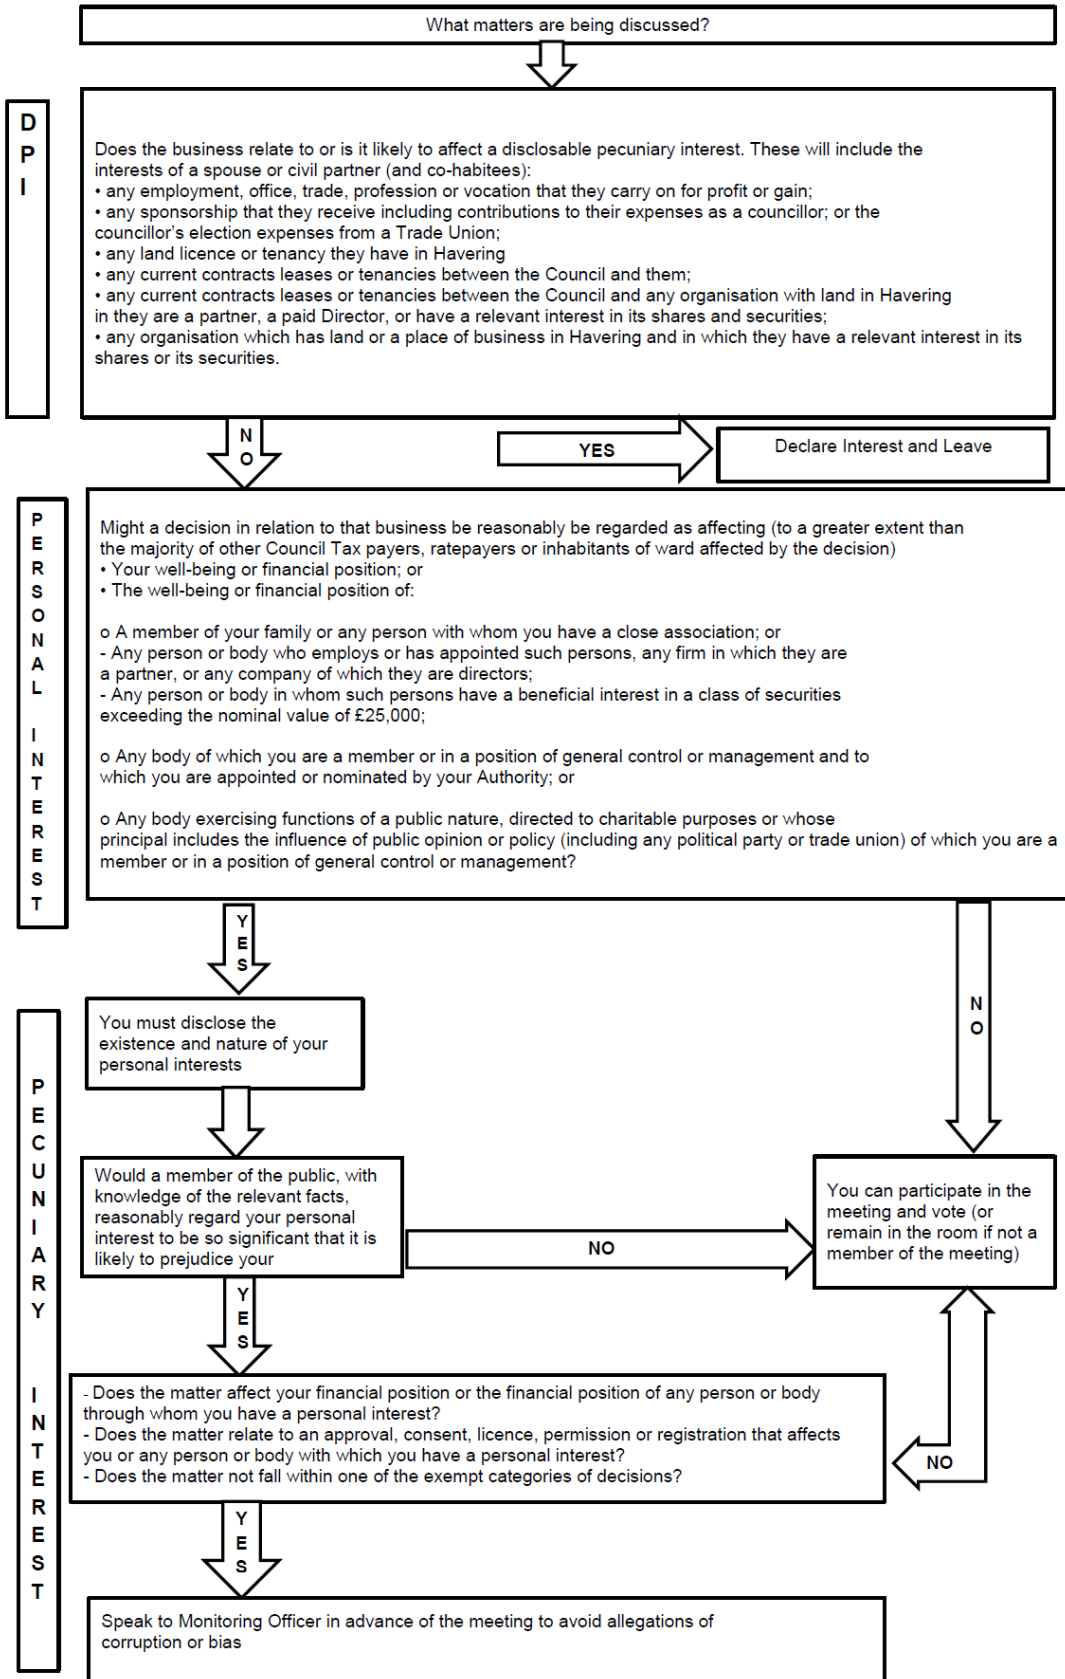 What matters are being discussed?
D
P
I
Does the business relate to or is it likely to affect a disclosable pecuniary interest. These will include the
interests of a spouse or civil partner (and co-habitees):
• any employment, office, trade, profession or vocation that they carry on for profit or gain;
• any sponsorship that they receive including contributions to their expenses as a councillor; or the
councillor's election expenses from a Trade Union;
• any land licence or tenancy they have in Havering
• any current contracts leases or tenancies between the Council and them;
• any current contracts leases or tenancies between the Council and any organisation with land in Havering
in they are a partner, a paid Director, or have a relevant interest in its shares and securities;
• any organisation which has land or a place of business in Havering and in which they have a relevant interest in its
shares or its securities.
N
O
YES
Declare Interest and Leave
P
E
R
S
O
N
A
L
I
N
T
E
R
E
S
T
Might a decision in relation to that business be reasonably be regarded as affecting (to a greater extent than
the majority of other Council Tax payers, ratepayers or inhabitants of ward affected by the decision)
• Your well-being or financial position; or
• The well-being or financial position of:
o A member of your family or any person with whom you have a close association; or
- Any person or body who employs or has appointed such persons, any firm in which they are
a partner, or any company of which they are directors;
- Any person or body in whom such persons have a beneficial interest in a class of securities
exceeding the nominal value of £25,000;
o Any body of which you are a member or in a position of general control or management and to
which you are appointed or nominated by your Authority; or
o Any body exercising functions of a public nature, directed to charitable purposes or whose
principal includes the influence of public opinion or policy (including any political party or trade union) of which you are a
member or in a position of general control or management?
Y
E
S
N
O
You must disclose the
existence and nature of your
personal interests
P
E
C
U
N
I
A
R
Y
I
N
T
E
R
E
S
T
Would a member of the public, with
knowledge of the relevant facts,
reasonably regard your personal
interest to be so significant that it is
likely to prejudice your
NO
You can participate in the
meeting and vote (or
remain in the room if not a
member of the meeting)
Y
E
S
- Does the matter affect your financial position or the financial position of any person or body
through whom you have a personal interest?
- Does the matter relate to an approval, consent, licence, permission or registration that affects
you or any person or body with which you have a personal interest?
- Does the matter not fall within one of the exempt categories of decisions?
NO
Y
E
S
Speak to Monitoring Officer in advance of the meeting to avoid allegations of
corruption or bias